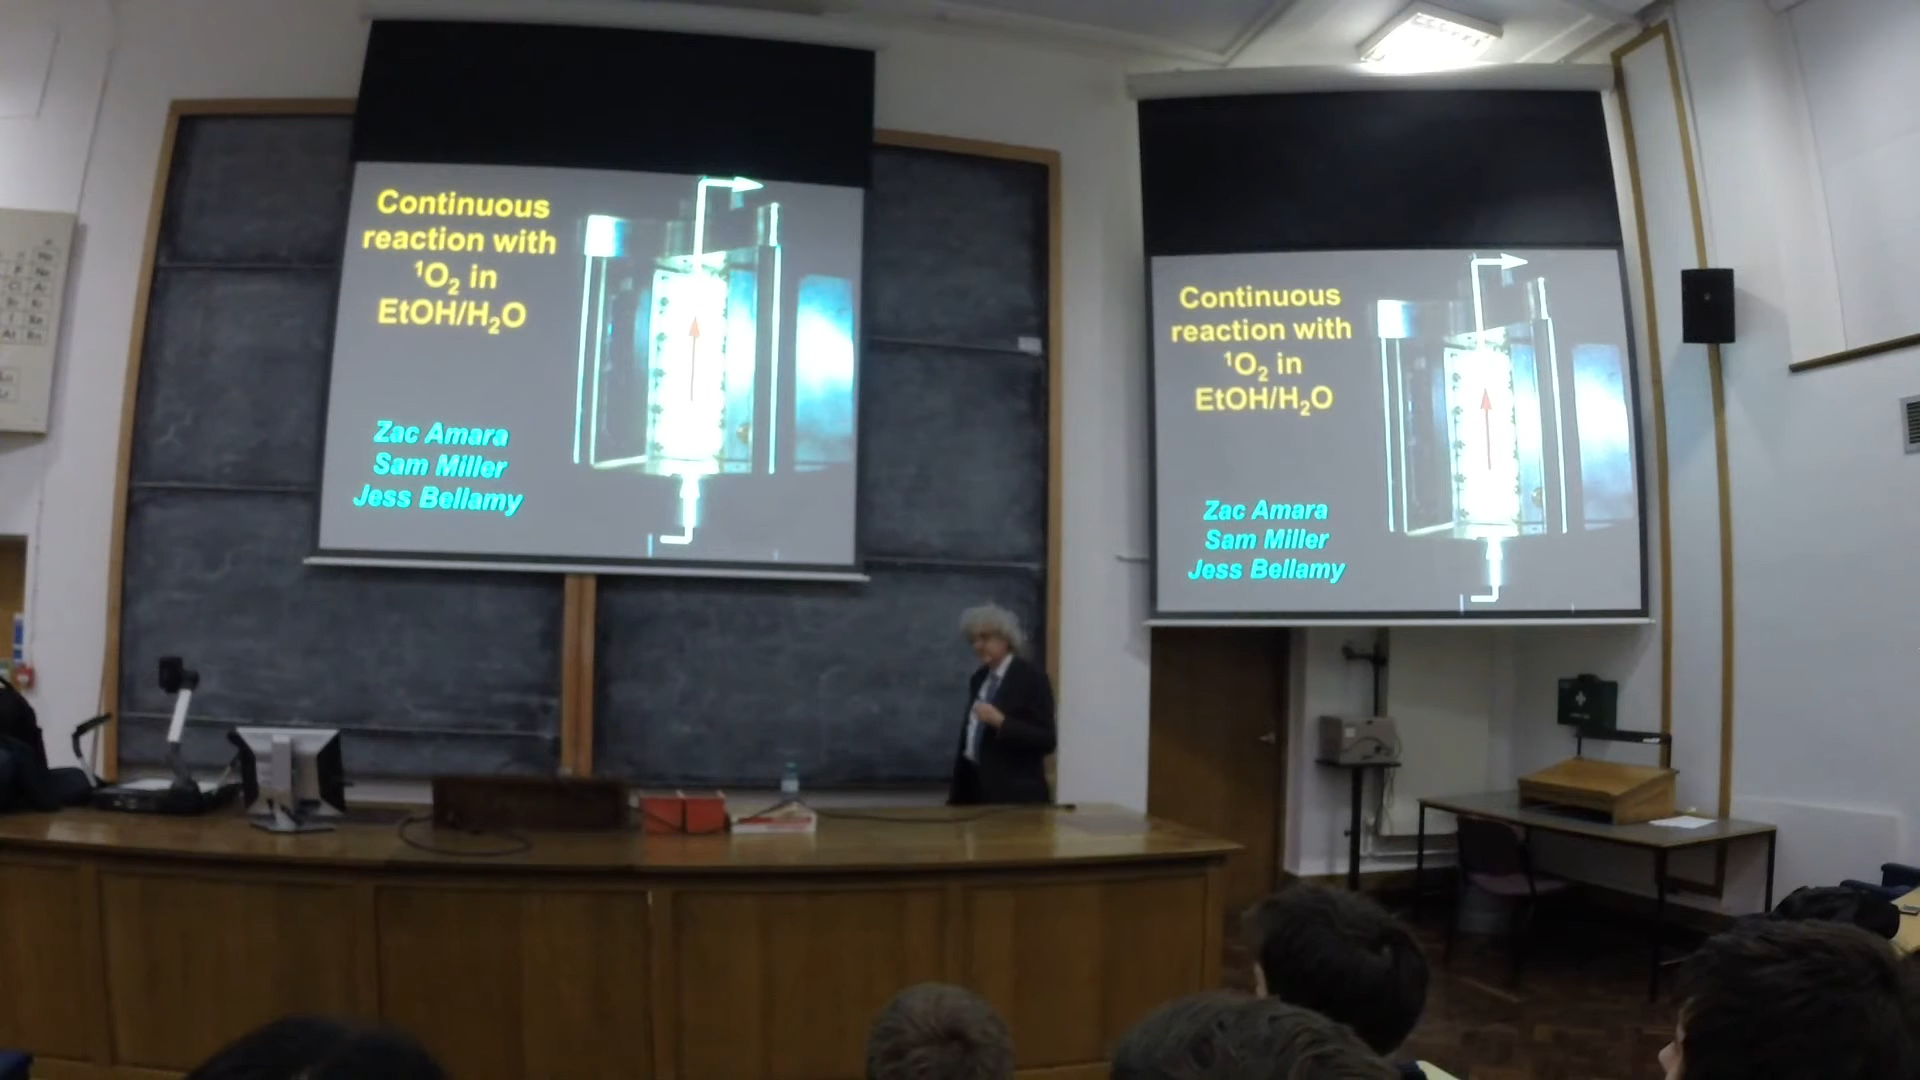 Continuous
reaction with
¹O₂ in
EtOH/H₂O
Zac Amara
Sam Miller
Jess Bellamy
Continuous
reaction with
¹O₂ in
EtOH/H₂O
Zac Amara
Sam Miller
Jess Bellamy